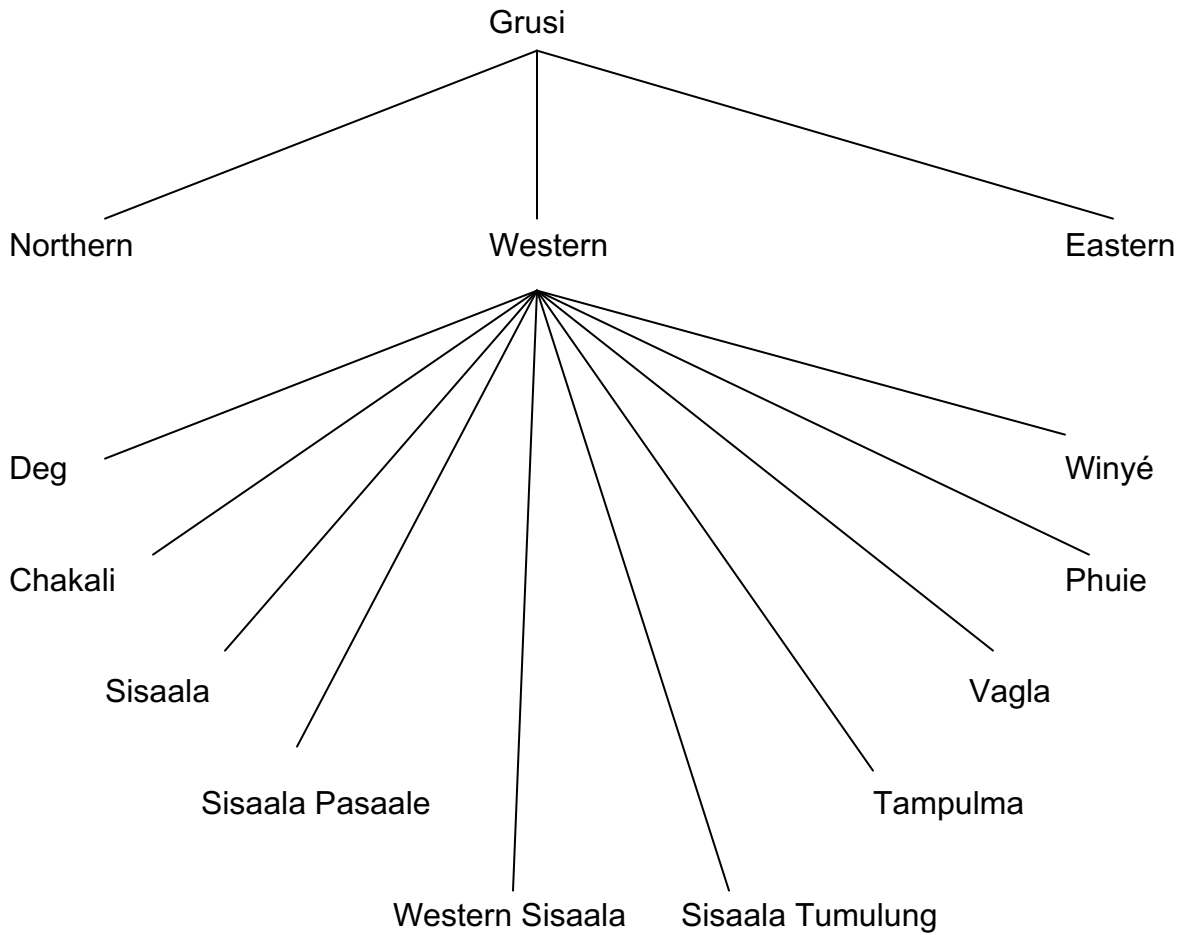 Grusi
Northern Western Eastern
Deg Winyé
Chakali Phuie
Sisaala Vagla
Sisaala Pasaale Tampulma
Western Sisaala Sisaala Tumulung